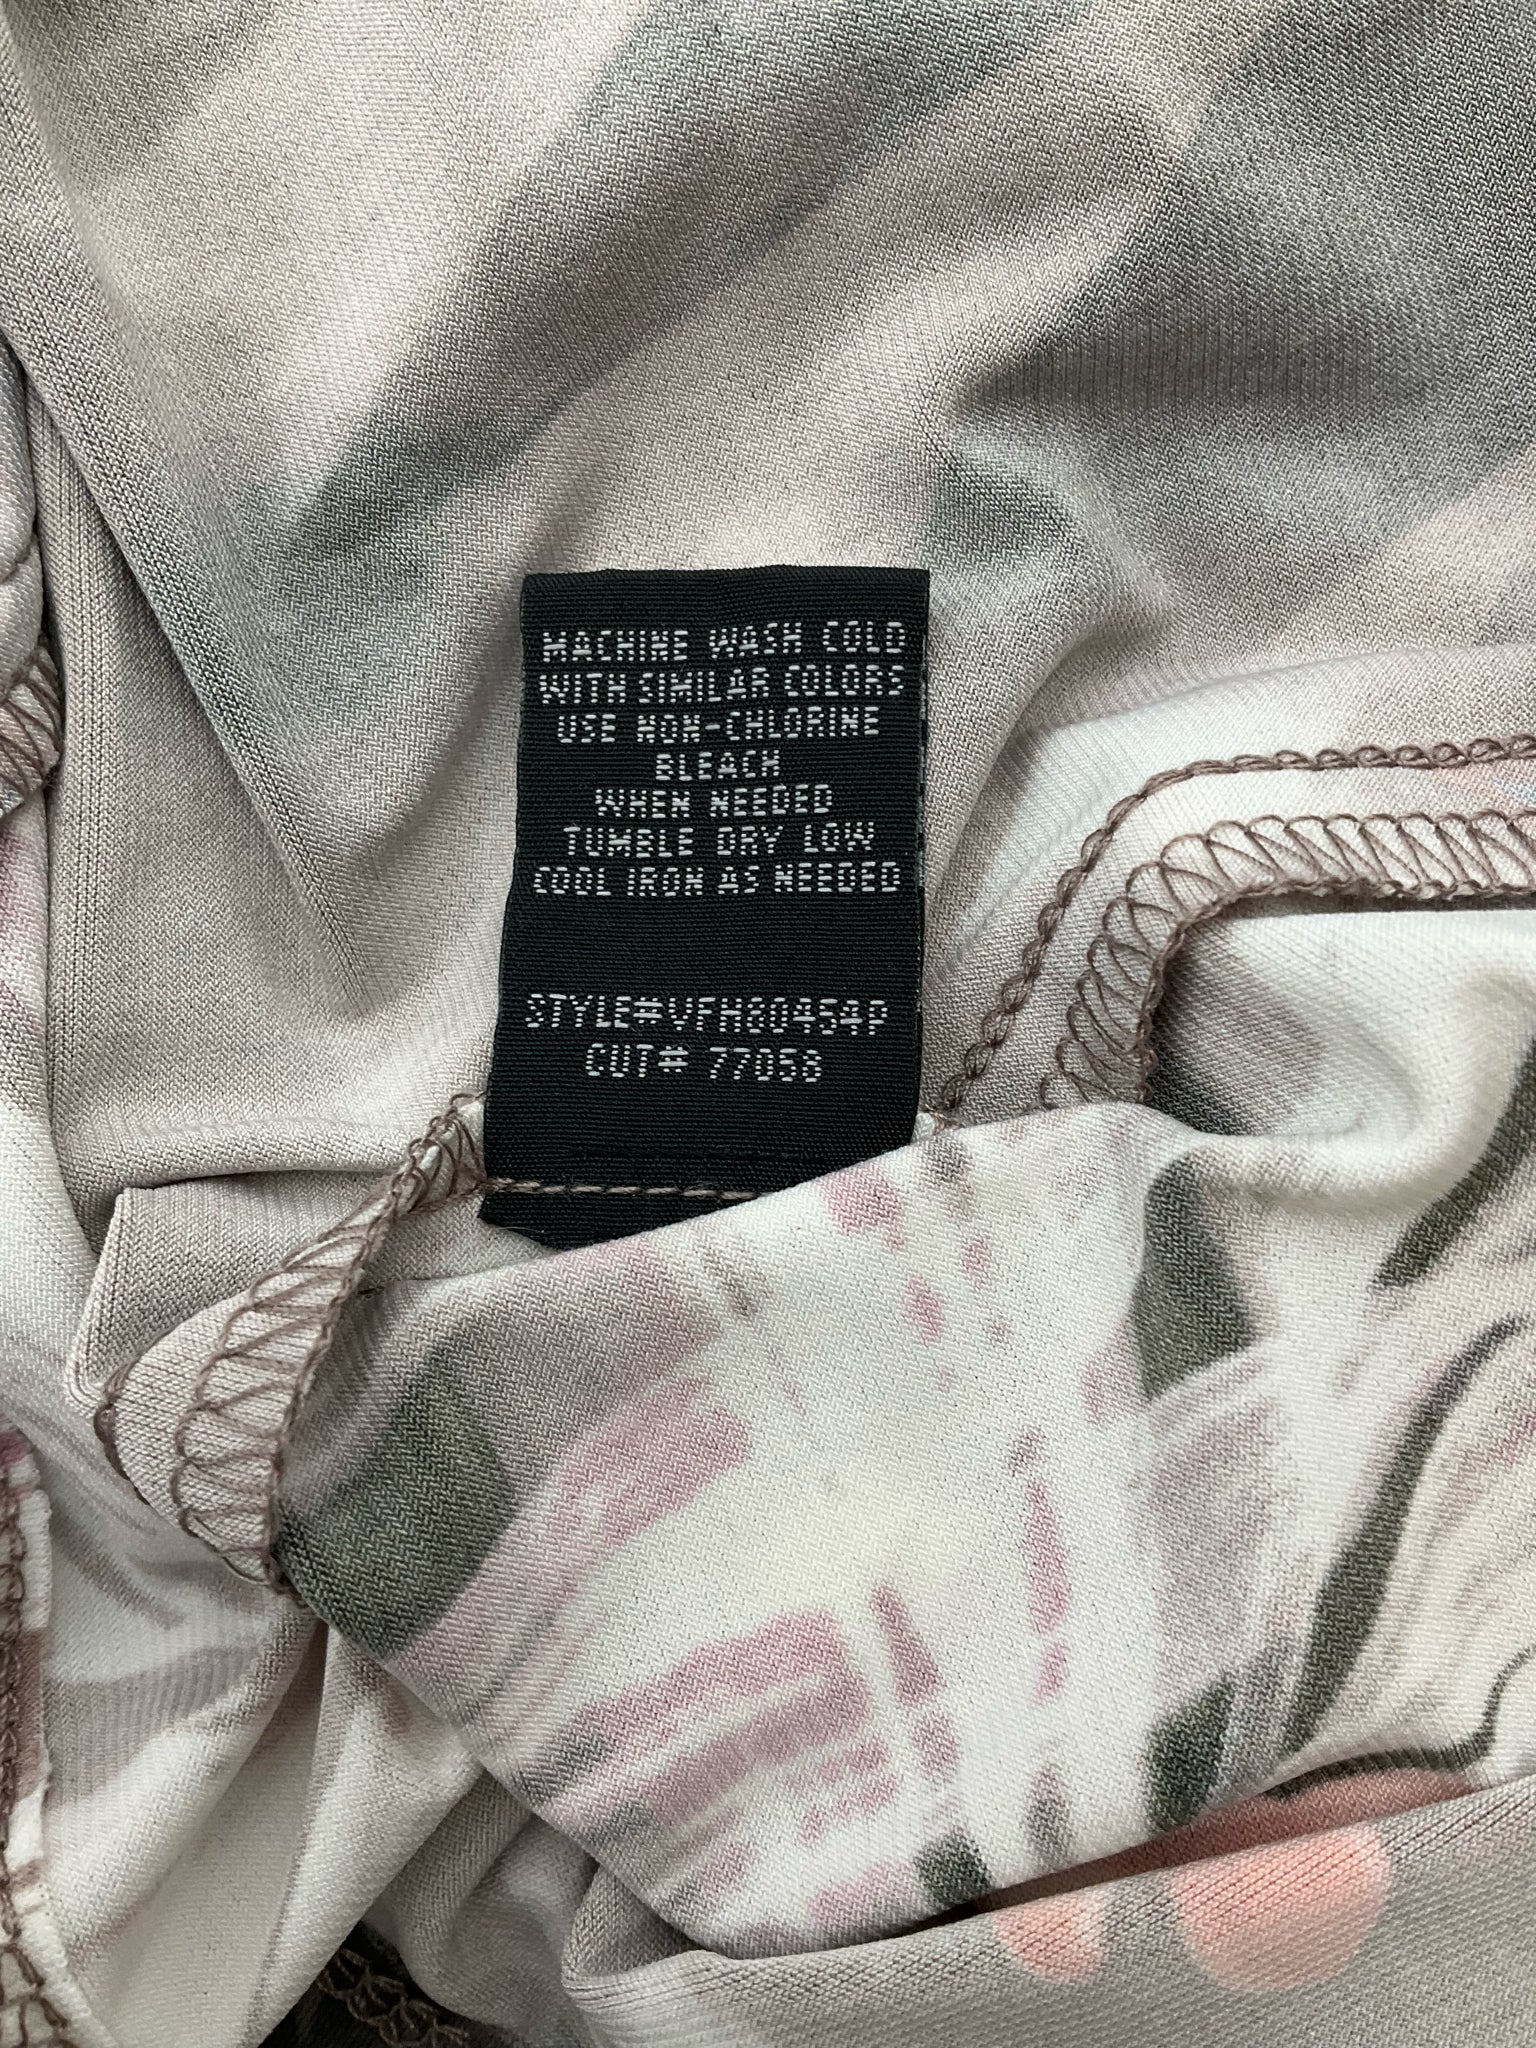 MACHINE WASH COLD
WITH SIMILAR COLORS
USE NON-CHLORINE
BLEACH
WHEN NEEDED
TUMBLE DRY LOW
COOL IRON AS NEEDED
STYLE#VFH60454P
CUT# 77058